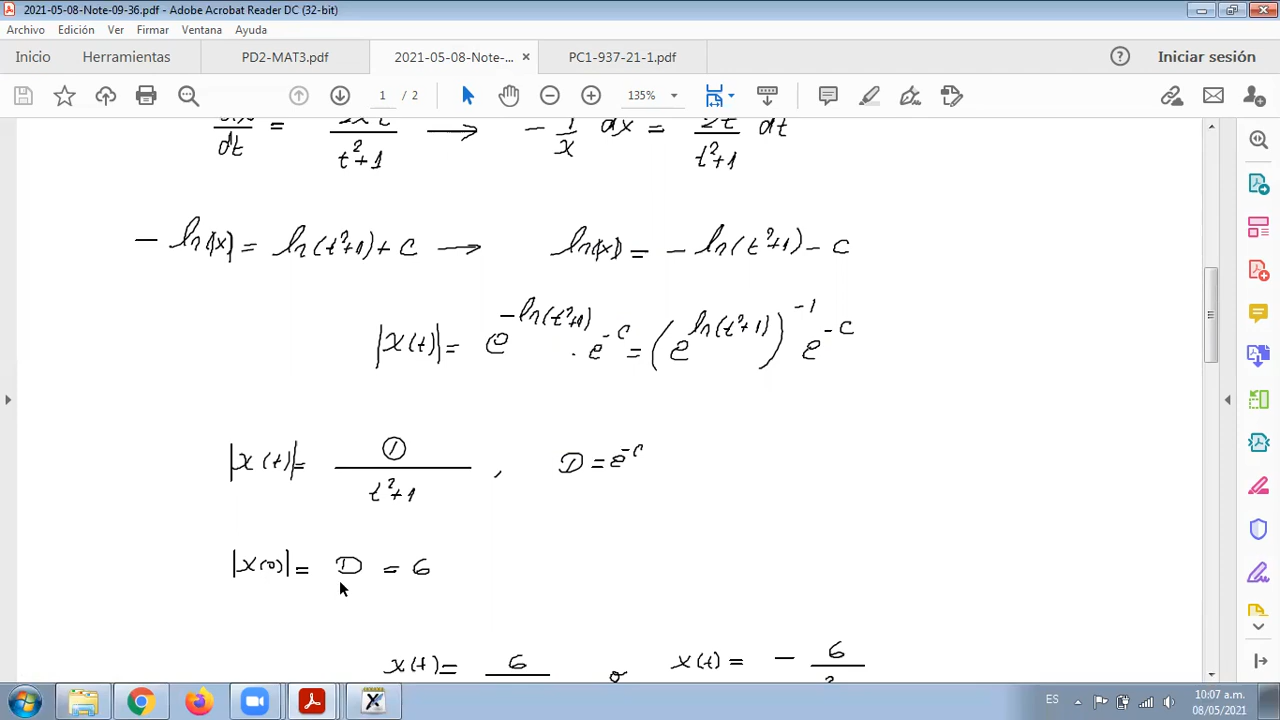 2021-05-08-Note-09-36.pdf - Adobe Acrobat Reader DC (32-bit)
Archivo Edición Ver Firmar Ventana Ayuda
Inicio Herramientas PD2-MAT3.pdf 2021-05-08-Note-... × PC1-937-21-1.pdf Iniciar sesión
1 / 2 135%
dx/dt = 2xt/(t²+1) → - 1/x dx = 2t/(t²+1) dt
- ln|x| = ln(t²+1) + C → ln|x| = - ln(t²+1) - C
|x(t)| = e^(-ln(t²+1)) · e^(-C) = (e^(ln(t²+1)))^(-1) e^(-C)
|x(t)| = D/(t²+1) , D = e^(-C)
|x(0)| = D = 6
x(t) = 6 o x(t) = - 6
ES 10:07 a.m.
08/05/2021